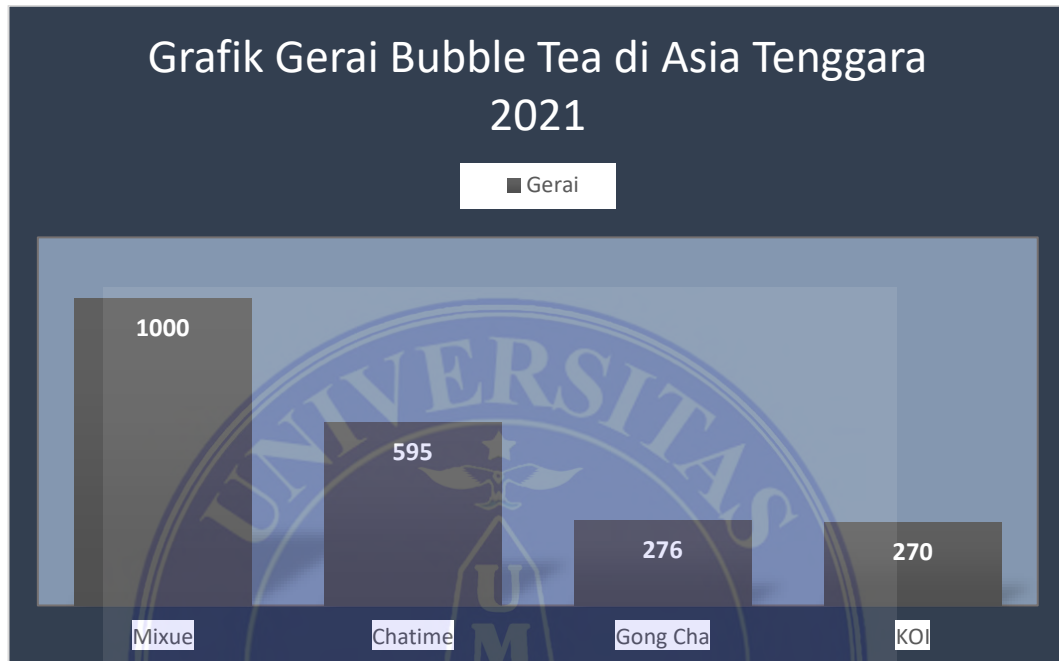 Grafik Gerai Bubble Tea di Asia Tenggara
2021
Gerai
1000
595
276
270
Mixue
Chatime
Gong Cha
KOI
UNIVERSITAS
U
M